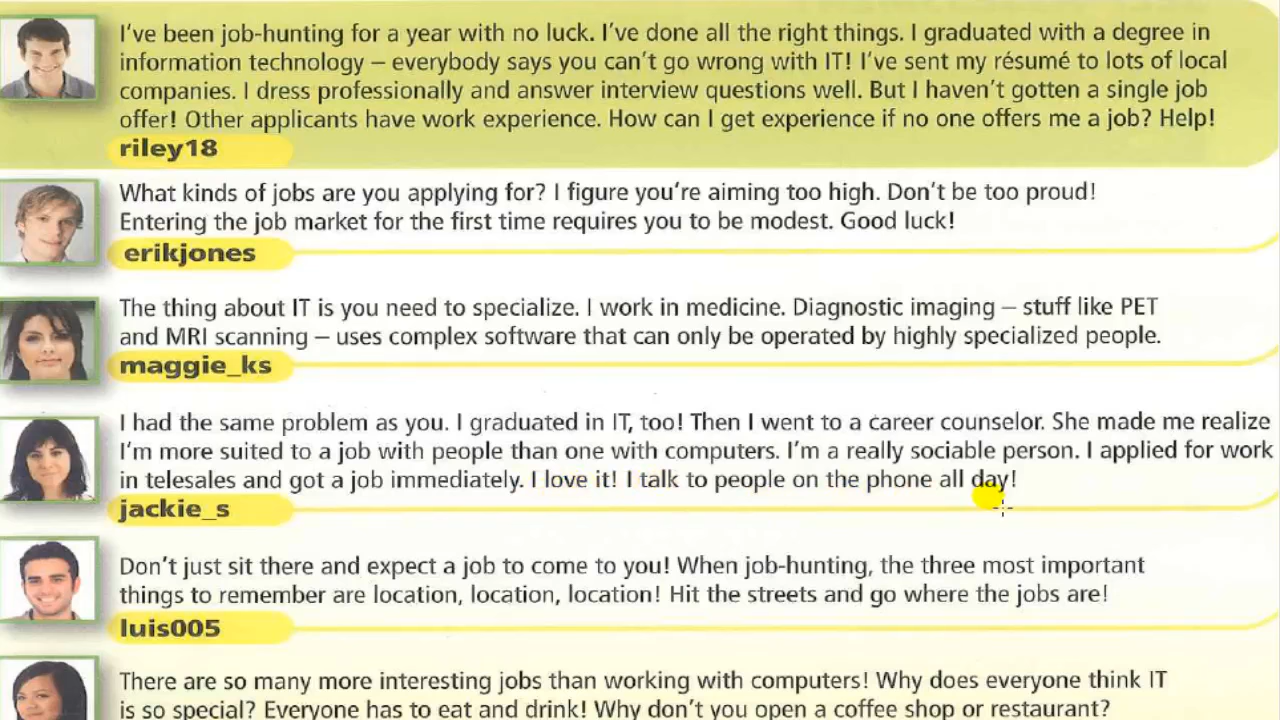 I've been job-hunting for a year with no luck. I've done all the right things. I graduated with a degree in
information technology – everybody says you can't go wrong with IT! I've sent my résumé to lots of local
companies. I dress professionally and answer interview questions well. But I haven't gotten a single job
offer! Other applicants have work experience. How can I get experience if no one offers me a job? Help!
riley18
What kinds of jobs are you applying for? I figure you're aiming too high. Don't be too proud!
Entering the job market for the first time requires you to be modest. Good luck!
erikjones
The thing about IT is you need to specialize. I work in medicine. Diagnostic imaging – stuff like PET
and MRI scanning – uses complex software that can only be operated by highly specialized people.
maggie_ks
I had the same problem as you. I graduated in IT, too! Then I went to a career counselor. She made me realize
I'm more suited to a job with people than one with computers. I'm a really sociable person. I applied for work
in telesales and got a job immediately. I love it! I talk to people on the phone all day!
jackie_s
Don't just sit there and expect a job to come to you! When job-hunting, the three most important
things to remember are location, location, location! Hit the streets and go where the jobs are!
luis005
There are so many more interesting jobs than working with computers! Why does everyone think IT
is so special? Everyone has to eat and drink! Why don't you open a coffee shop or restaurant?